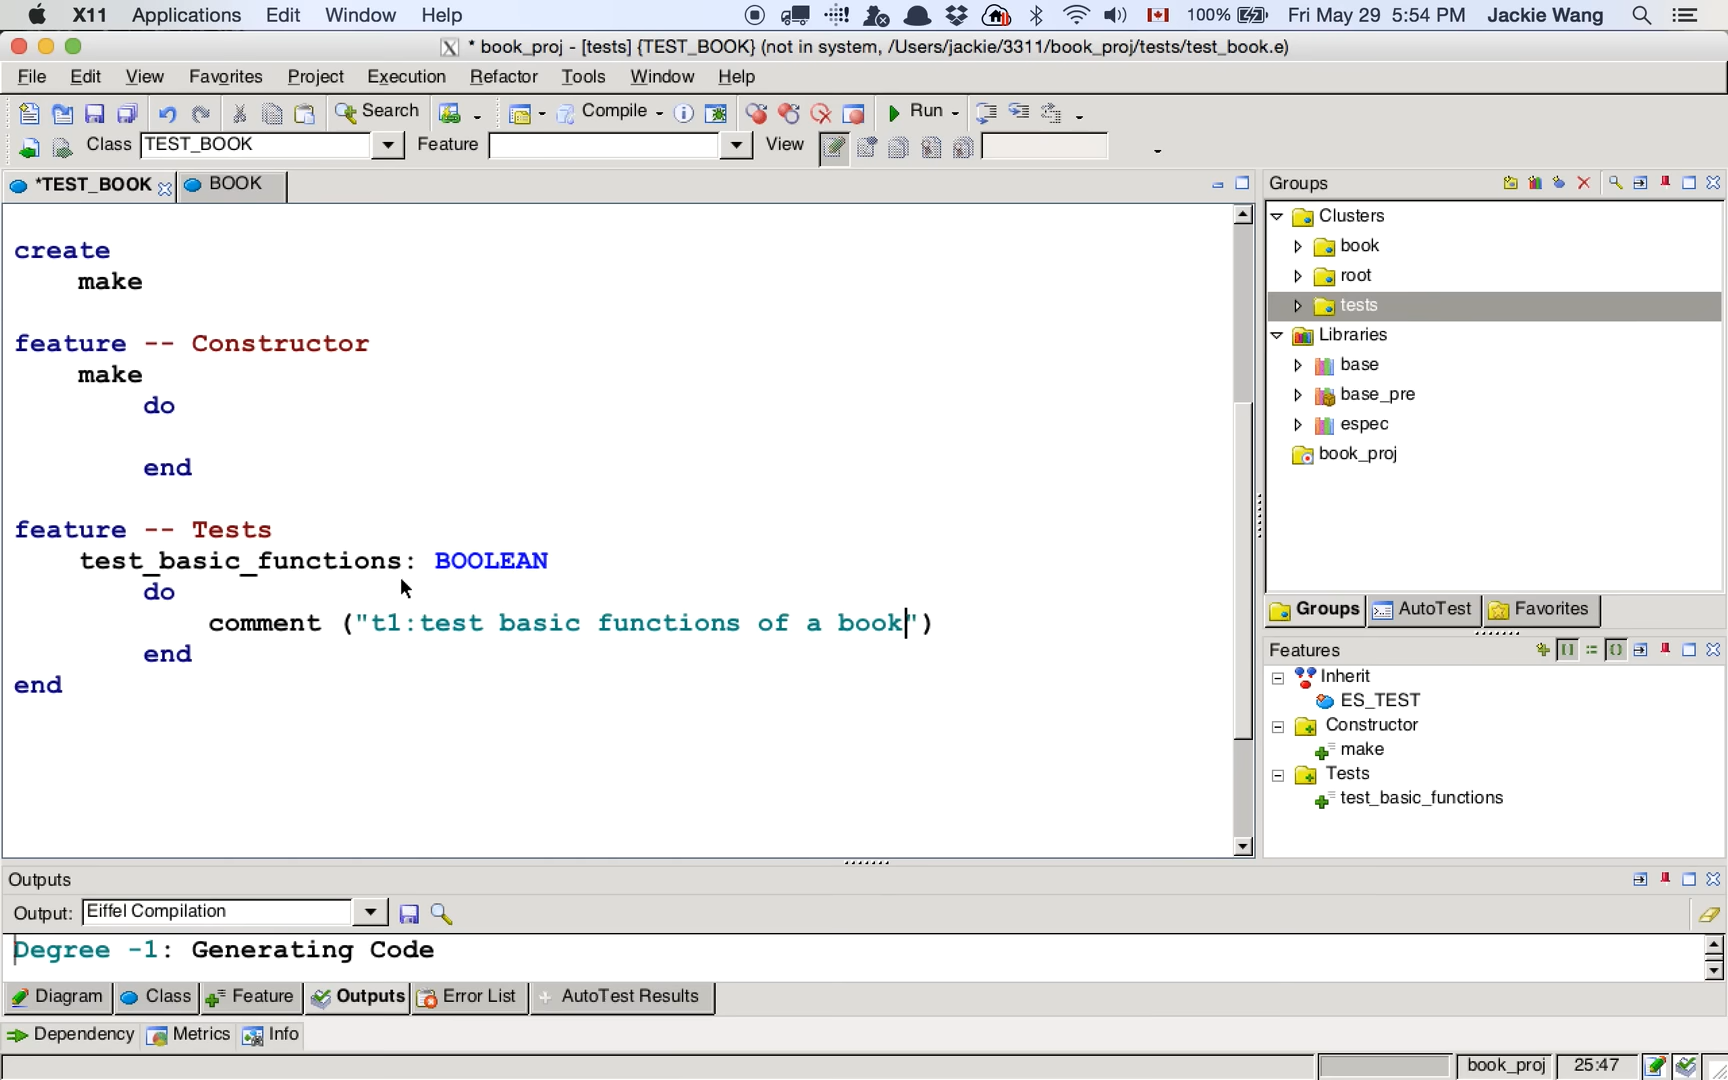 X11 Applications Edit Window Help 100% Fri May 29 5:54 PM Jackie Wang
* book_proj - [tests] {TEST_BOOK} (not in system, /Users/jackie/3311/book_proj/tests/test_book.e)
File Edit View Favorites Project Execution Refactor Tools Window Help
Search Compile Run
Class TEST_BOOK Feature View
*TEST_BOOK BOOK
create
make
feature -- Constructor
make
do
end
feature -- Tests
test_basic_functions: BOOLEAN
do
comment ("t1:test basic functions of a book")
end
end
Groups
Clusters
book
root
tests
Libraries
base
base_pre
espec
book_proj
Groups AutoTest Favorites
Features
Inherit
ES_TEST
Constructor
make
Tests
test_basic_functions
Outputs
Output: Eiffel Compilation
Degree -1: Generating Code
Diagram Class Feature Outputs Error List AutoTest Results
Dependency Metrics Info
book_proj 25:47